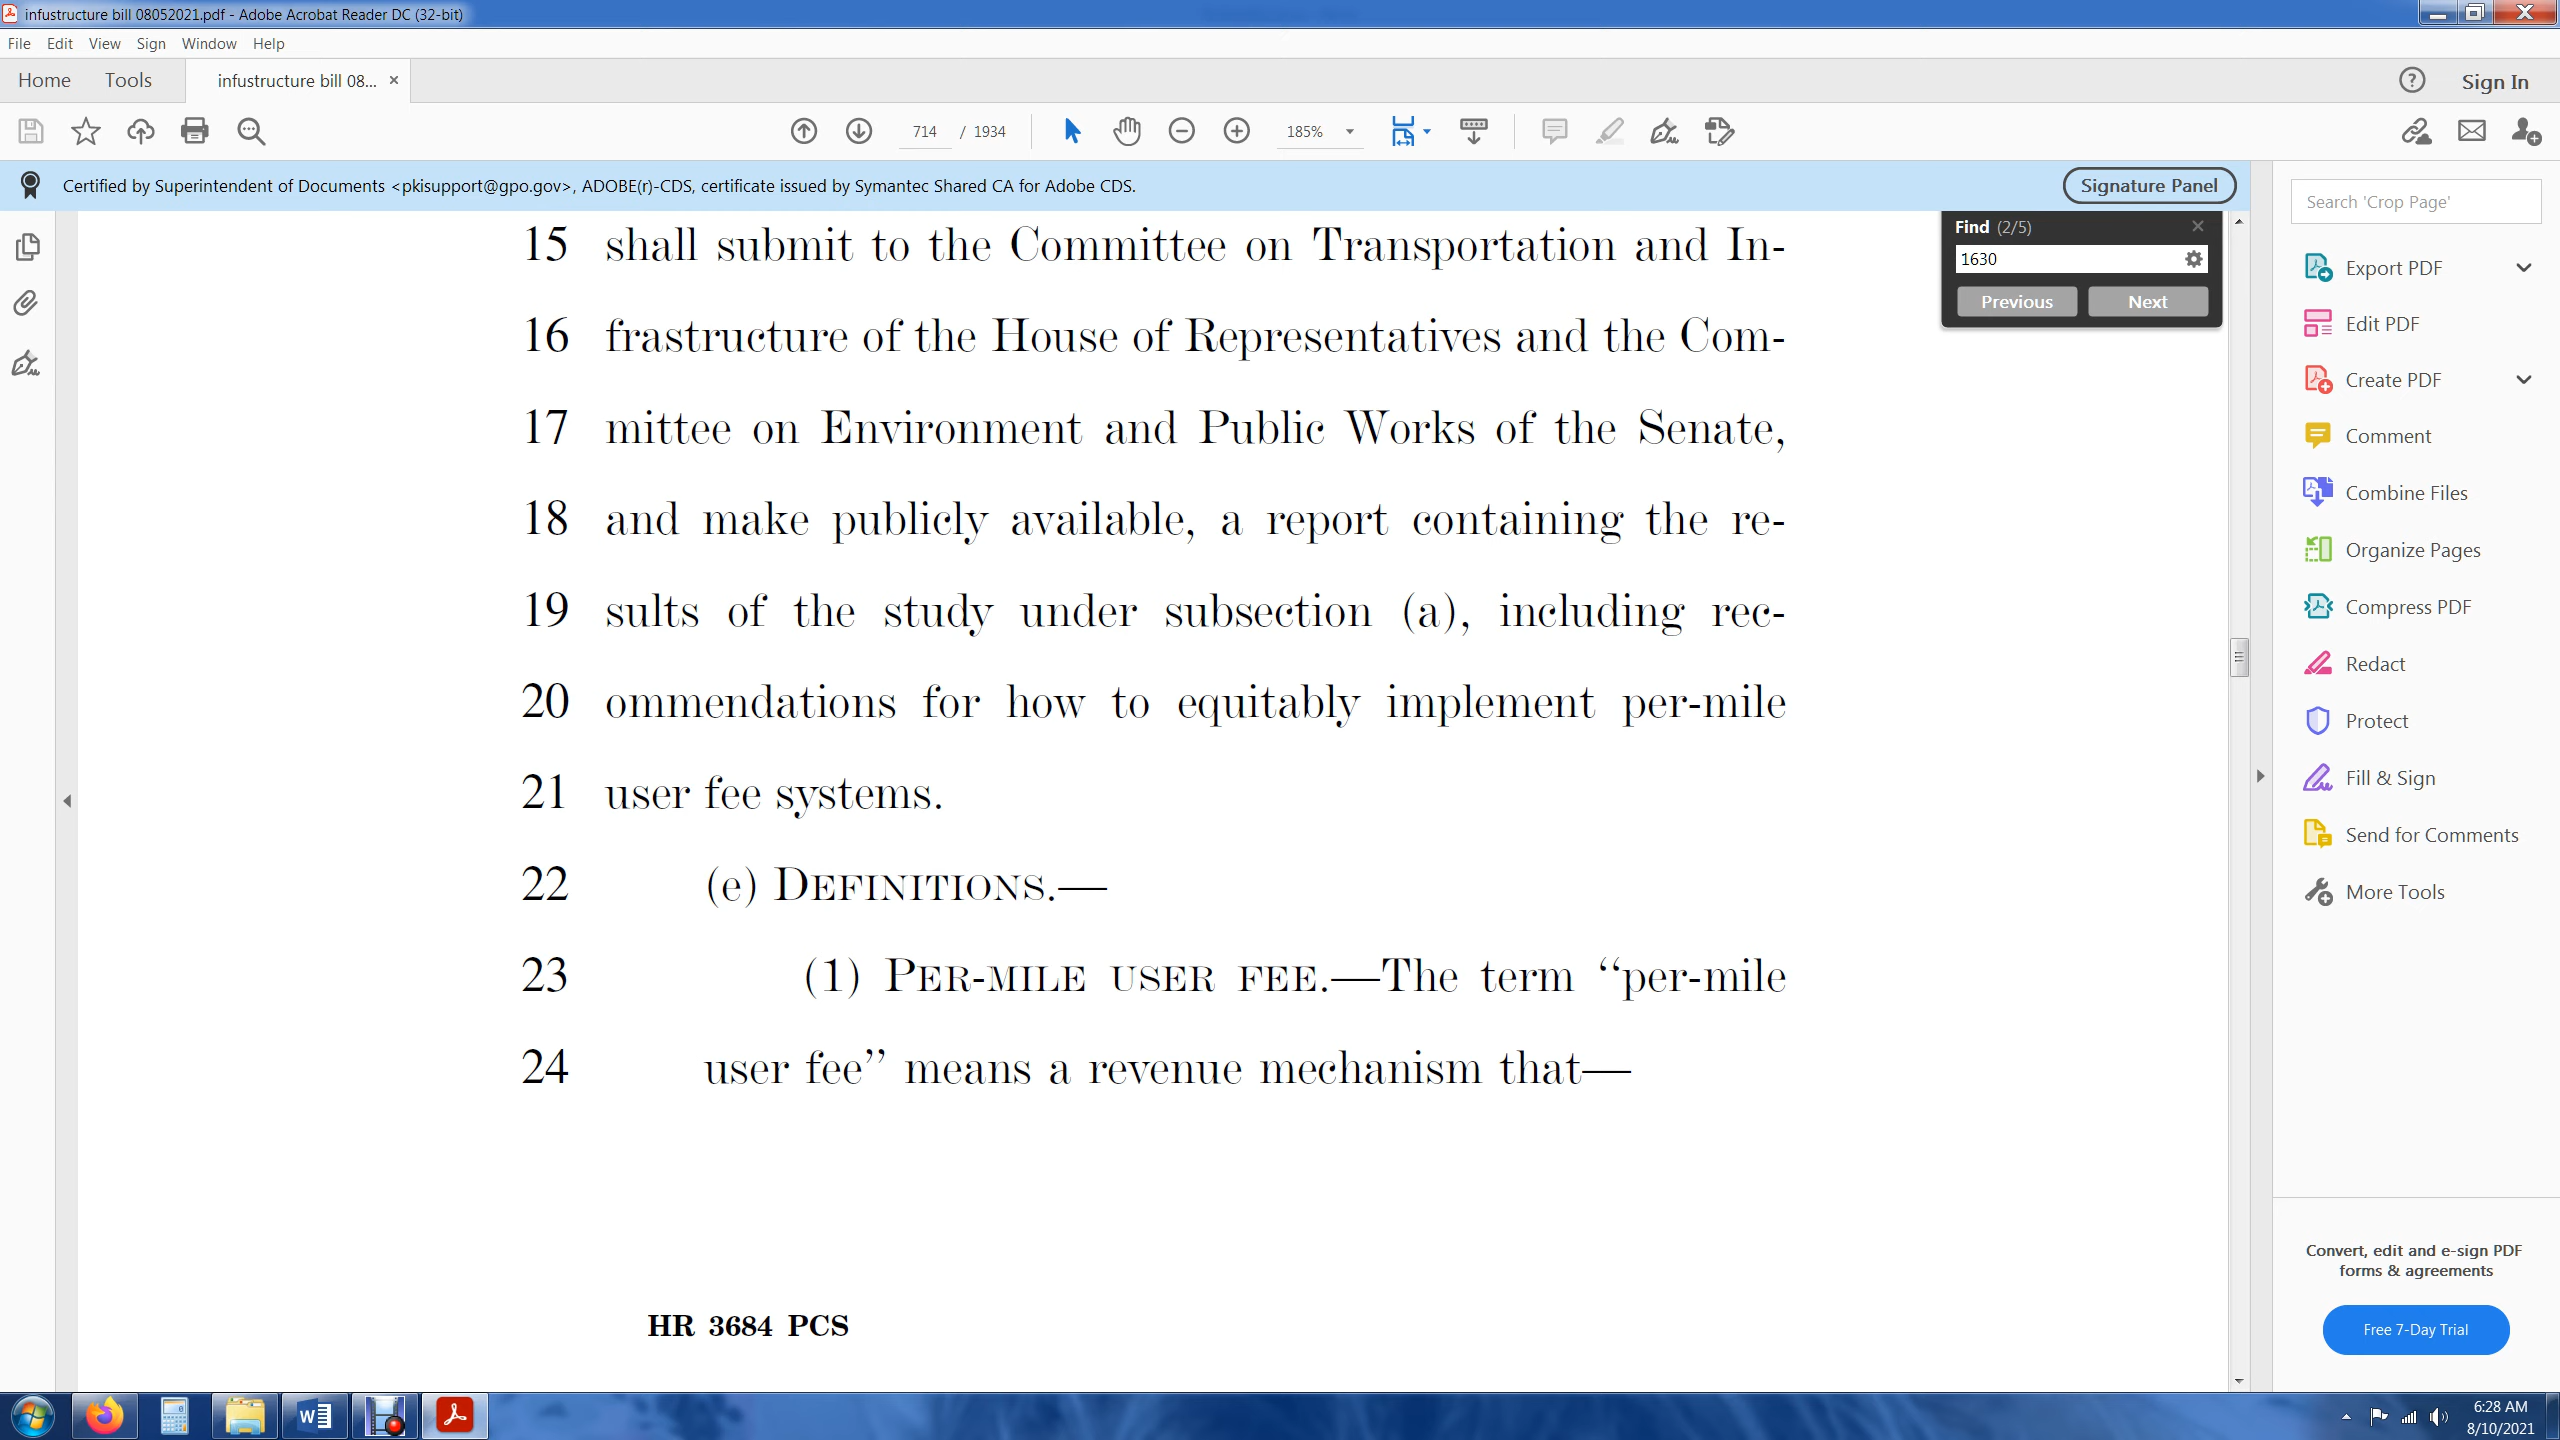 infustructure bill 08052021.pdf - Adobe Acrobat Reader DC (32-bit)
File Edit View Sign Window Help
Home Tools infustructure bill 08... × Sign In
714 / 1934 185%
Certified by Superintendent of Documents <pkisupport@gpo.gov>, ADOBE(r)-CDS, certificate issued by Symantec Shared CA for Adobe CDS.
Signature Panel
Find (2/5)
1630
Previous Next
15 shall submit to the Committee on Transportation and In-
16 frastructure of the House of Representatives and the Com-
17 mittee on Environment and Public Works of the Senate,
18 and make publicly available, a report containing the re-
19 sults of the study under subsection (a), including rec-
20 ommendations for how to equitably implement per-mile
21 user fee systems.
22 (e) DEFINITIONS.—
23 (1) PER-MILE USER FEE.—The term ‘‘per-mile
24 user fee’’ means a revenue mechanism that—
HR 3684 PCS
Search 'Crop Page'
Export PDF
Edit PDF
Create PDF
Comment
Combine Files
Organize Pages
Compress PDF
Redact
Protect
Fill & Sign
Send for Comments
More Tools
Convert, edit and e-sign PDF
forms & agreements
Free 7-Day Trial
6:28 AM
8/10/2021